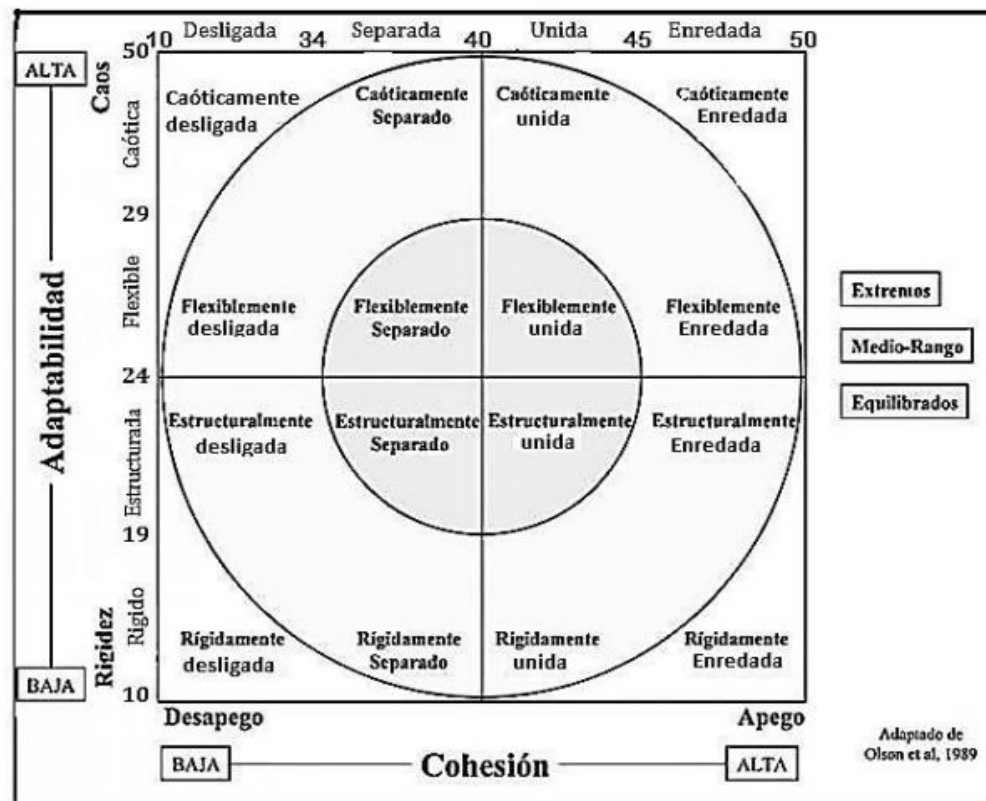 Desligada Separada Unida Enredada
10 34 40 45 50
50
ALTA
Caos
Caótica
Caóticamente
desligada
Caóticamente
Separado
Caóticamente
unida
Caóticamente
Enredada
29
Adaptabilidad
Flexible
Flexiblemente
desligada
Flexiblemente
Separado
Flexiblemente
unida
Flexiblemente
Enredada
Extremos
Medio-Rango
Equilibrados
24
Estructurada
Estructuralmente
desligada
Estructuralmente
Separado
Estructuralmente
unida
Estructuralmente
Enredada
19
Rigidez
Rígido
Rígidamente
desligada
Rígidamente
Separado
Rígidamente
unida
Rígidamente
Enredada
BAJA
10
Desapego Apego
BAJA Cohesión ALTA
Adaptado de
Olson et al, 1989